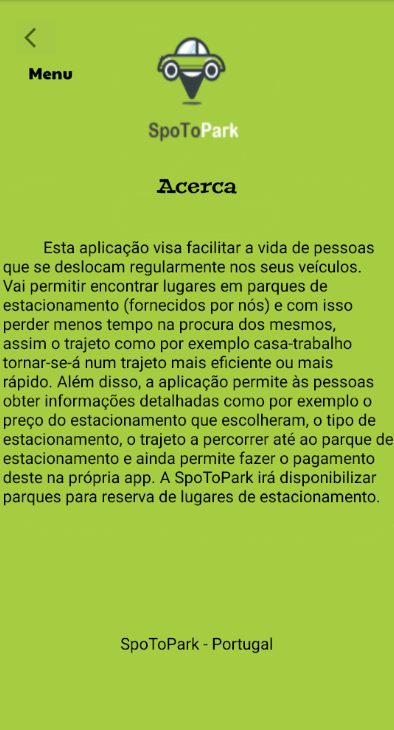 Menu
SpoToPark
Acerca
Esta aplicação visa facilitar a vida de pessoas
que se deslocam regularmente nos seus veículos.
Vai permitir encontrar lugares em parques de
estacionamento (fornecidos por nós) e com isso
perder menos tempo na procura dos mesmos,
assim o trajeto como por exemplo casa-trabalho
tornar-se-á num trajeto mais eficiente ou mais
rápido. Além disso, a aplicação permite às pessoas
obter informações detalhadas como por exemplo o
preço do estacionamento que escolheram, o tipo de
estacionamento, o trajeto a percorrer até ao parque de
estacionamento e ainda permite fazer o pagamento
deste na própria app. A SpoToPark irá disponibilizar
parques para reserva de lugares de estacionamento.
SpoToPark - Portugal